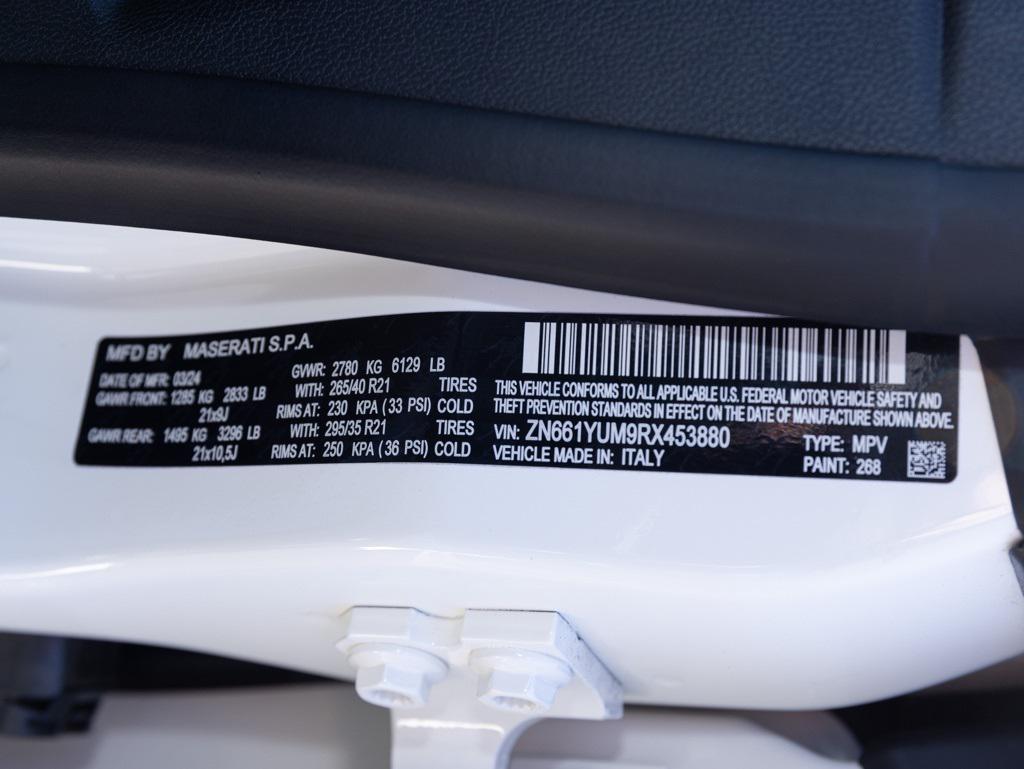 MFD BY MASERATI S.P.A.
DATE OF MFR: 03/24 GVWR: 2780 KG 6129 LB
GAWR FRONT: 1285 KG 2833 LB WITH: 265/40 R21 TIRES
21x9J RIMS AT: 230 KPA (33 PSI) COLD
GAWR REAR: 1495 KG 3296 LB WITH: 295/35 R21 TIRES
21x10,5J RIMS AT: 250 KPA (36 PSI) COLD
THIS VEHICLE CONFORMS TO ALL APPLICABLE U.S. FEDERAL MOTOR VEHICLE SAFETY AND
THEFT PREVENTION STANDARDS IN EFFECT ON THE DATE OF MANUFACTURE SHOWN ABOVE.
VIN: ZN661YUM9RX453880 TYPE: MPV
VEHICLE MADE IN: ITALY PAINT: 268